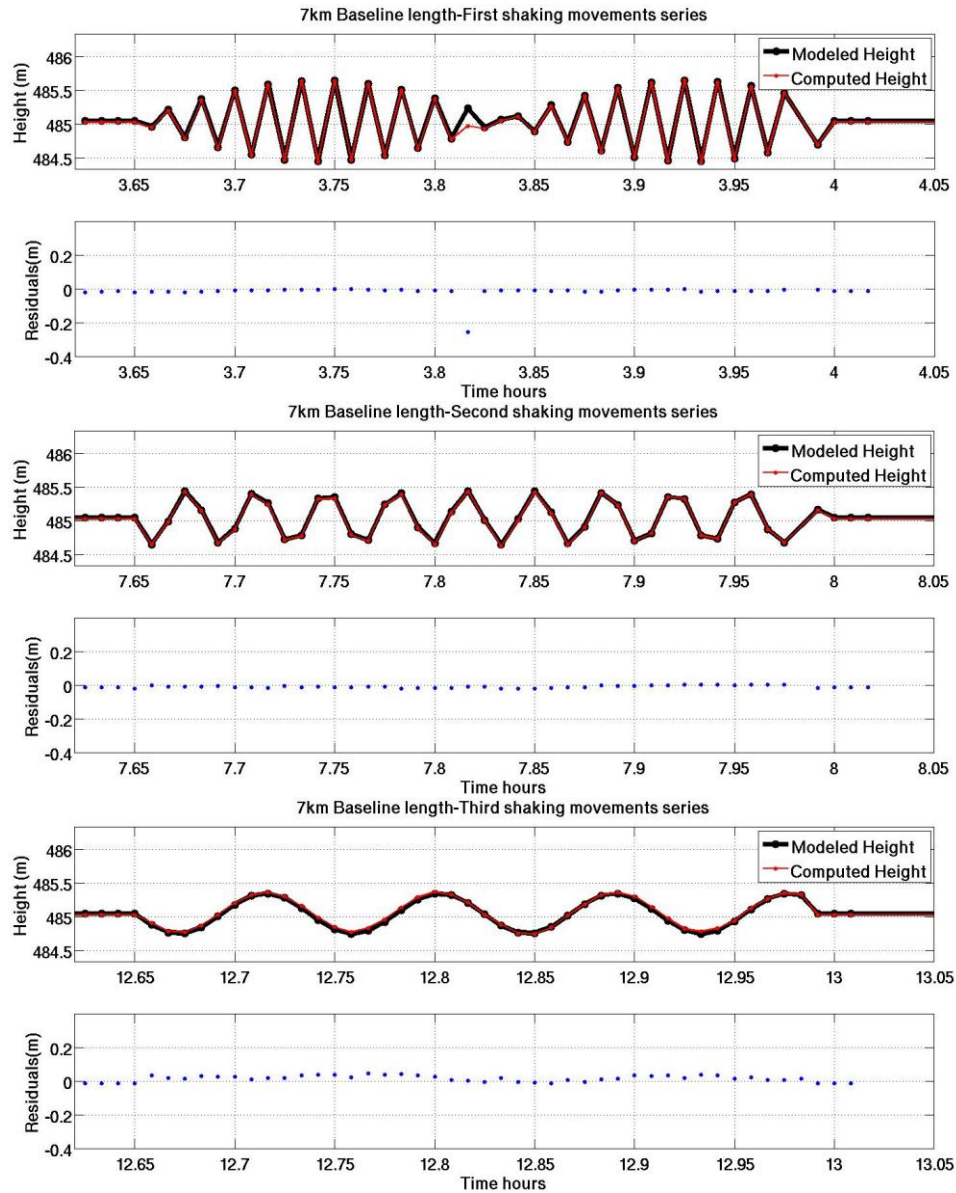 7km Baseline length-First shaking movements series
Height (m)
486
485.5
485
484.5
Modeled Height
Computed Height
3.65 3.7 3.75 3.8 3.85 3.9 3.95 4 4.05
Residuals(m)
0.2
0
-0.2
-0.4
3.65 3.7 3.75 3.8 3.85 3.9 3.95 4 4.05
Time hours
7km Baseline length-Second shaking movements series
Height (m)
486
485.5
485
484.5
Modeled Height
Computed Height
7.65 7.7 7.75 7.8 7.85 7.9 7.95 8 8.05
Residuals(m)
0.2
0
-0.2
-0.4
7.65 7.7 7.75 7.8 7.85 7.9 7.95 8 8.05
Time hours
7km Baseline length-Third shaking movements series
Height (m)
486
485.5
485
484.5
Modeled Height
Computed Height
12.65 12.7 12.75 12.8 12.85 12.9 12.95 13 13.05
Residuals(m)
0.2
0
-0.2
-0.4
12.65 12.7 12.75 12.8 12.85 12.9 12.95 13 13.05
Time hours